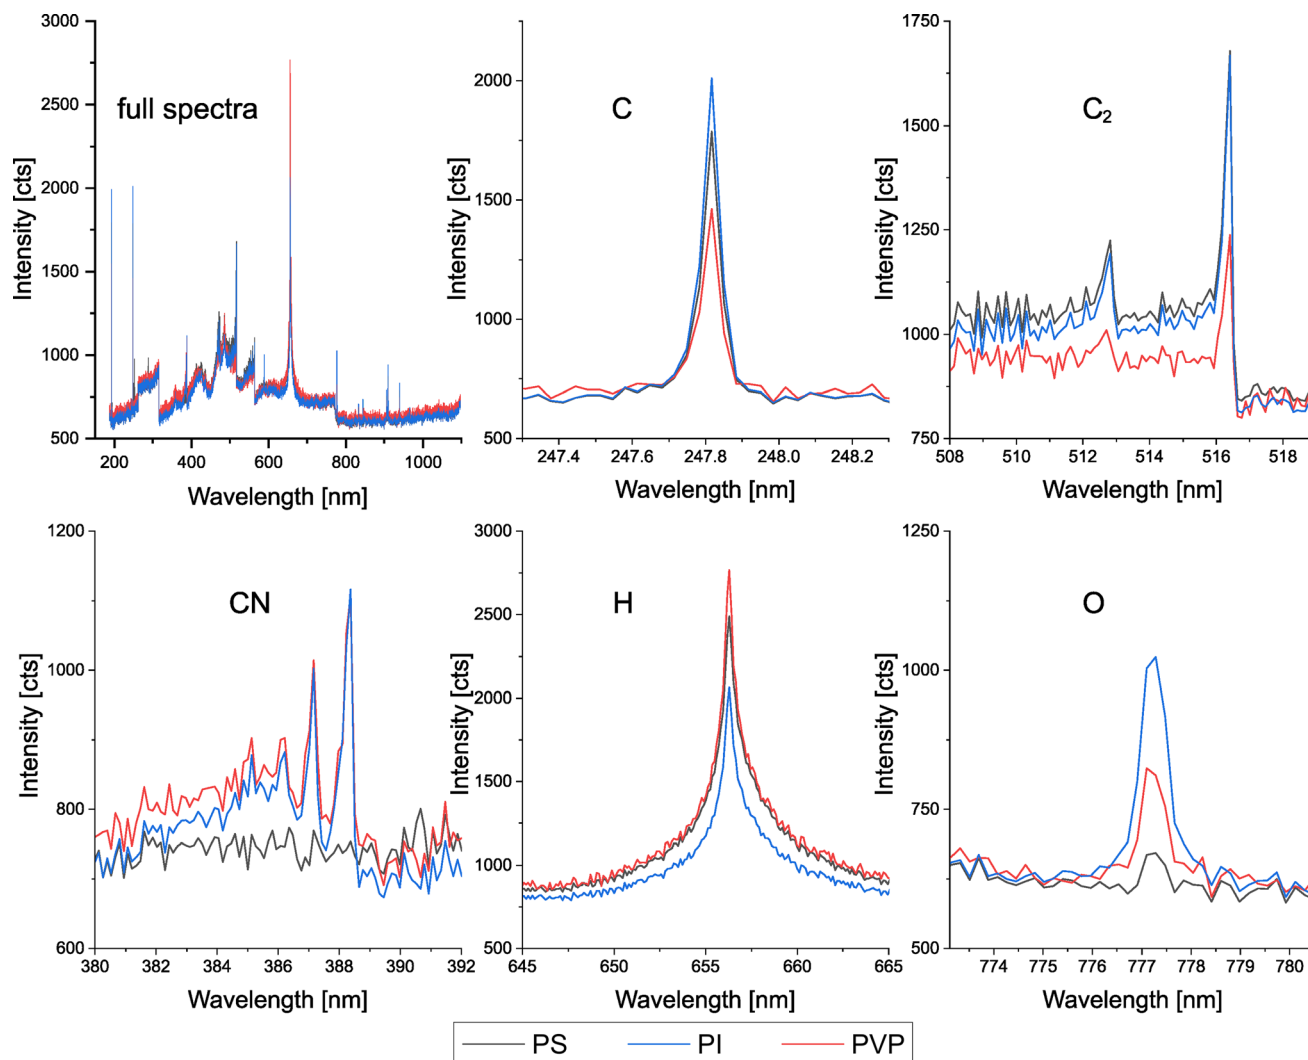 full spectra
Intensity [cts]
3000
2500
2000
1500
1000
500
200 400 600 800 1000
Wavelength [nm]
C
Intensity [cts]
2000
1500
1000
500
247.4 247.6 247.8 248.0 248.2
Wavelength [nm]
C₂
Intensity [cts]
1750
1500
1250
1000
750
508 510 512 514 516 518
Wavelength [nm]
CN
Intensity [cts]
1200
1000
800
600
380 382 384 386 388 390 392
Wavelength [nm]
H
Intensity [cts]
3000
2500
2000
1500
1000
500
645 650 655 660 665
Wavelength [nm]
O
Intensity [cts]
1250
1000
750
500
774 775 776 777 778 779 780
Wavelength [nm]
PS PI PVP